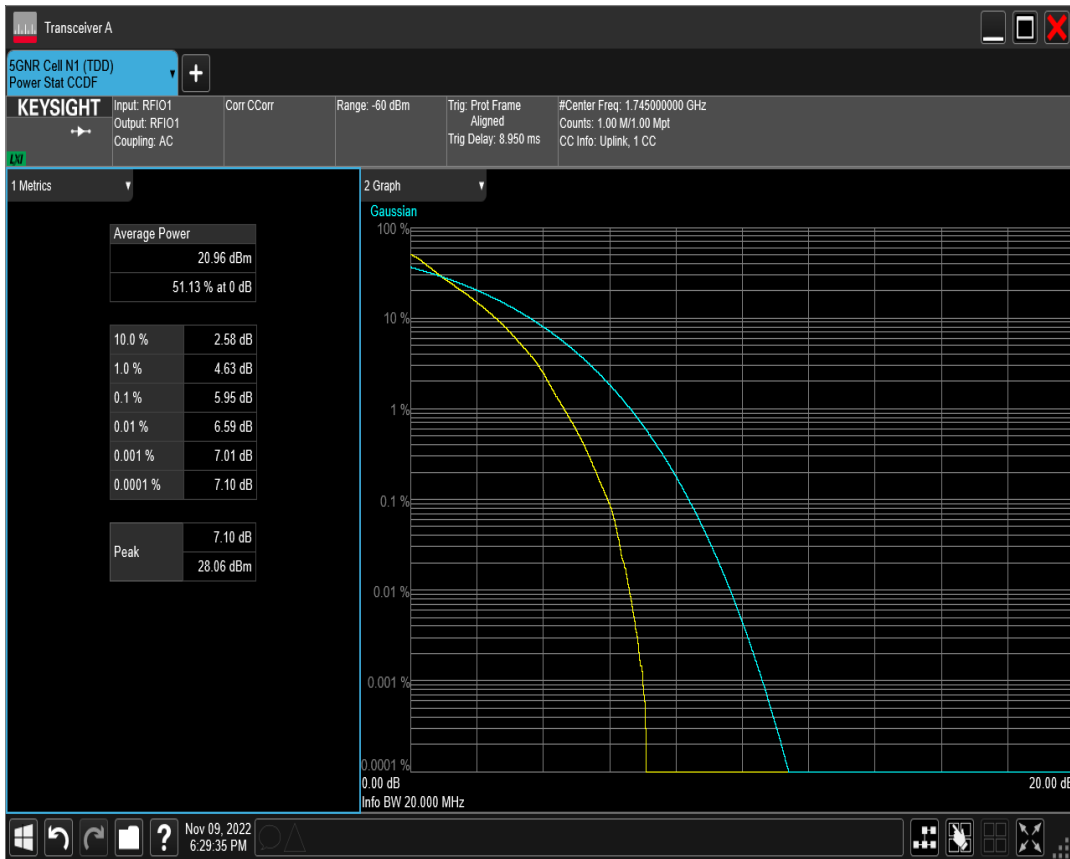 Transceiver A
5GNR Cell N1 (TDD)
Power Stat CCDF
+
KEYSIGHT
LXI
Input: RFIO1
Output: RFIO1
Coupling: AC
Corr CCorr
Range: -60 dBm
Trig: Prot Frame
Aligned
Trig Delay: 8.950 ms
#Center Freq: 1.745000000 GHz
Counts: 1.00 M/1.00 Mpt
CC Info: Uplink, 1 CC
1 Metrics
Average Power
20.96 dBm
51.13 % at 0 dB
10.0 % 2.58 dB
1.0 % 4.63 dB
0.1 % 5.95 dB
0.01 % 6.59 dB
0.001 % 7.01 dB
0.0001 % 7.10 dB
Peak 7.10 dB
28.06 dBm
2 Graph
Gaussian
100 %
10 %
1 %
0.1 %
0.01 %
0.001 %
0.0001 %
0.00 dB 20.00 dB
Info BW 20.000 MHz
?
Nov 09, 2022
6:29:35 PM